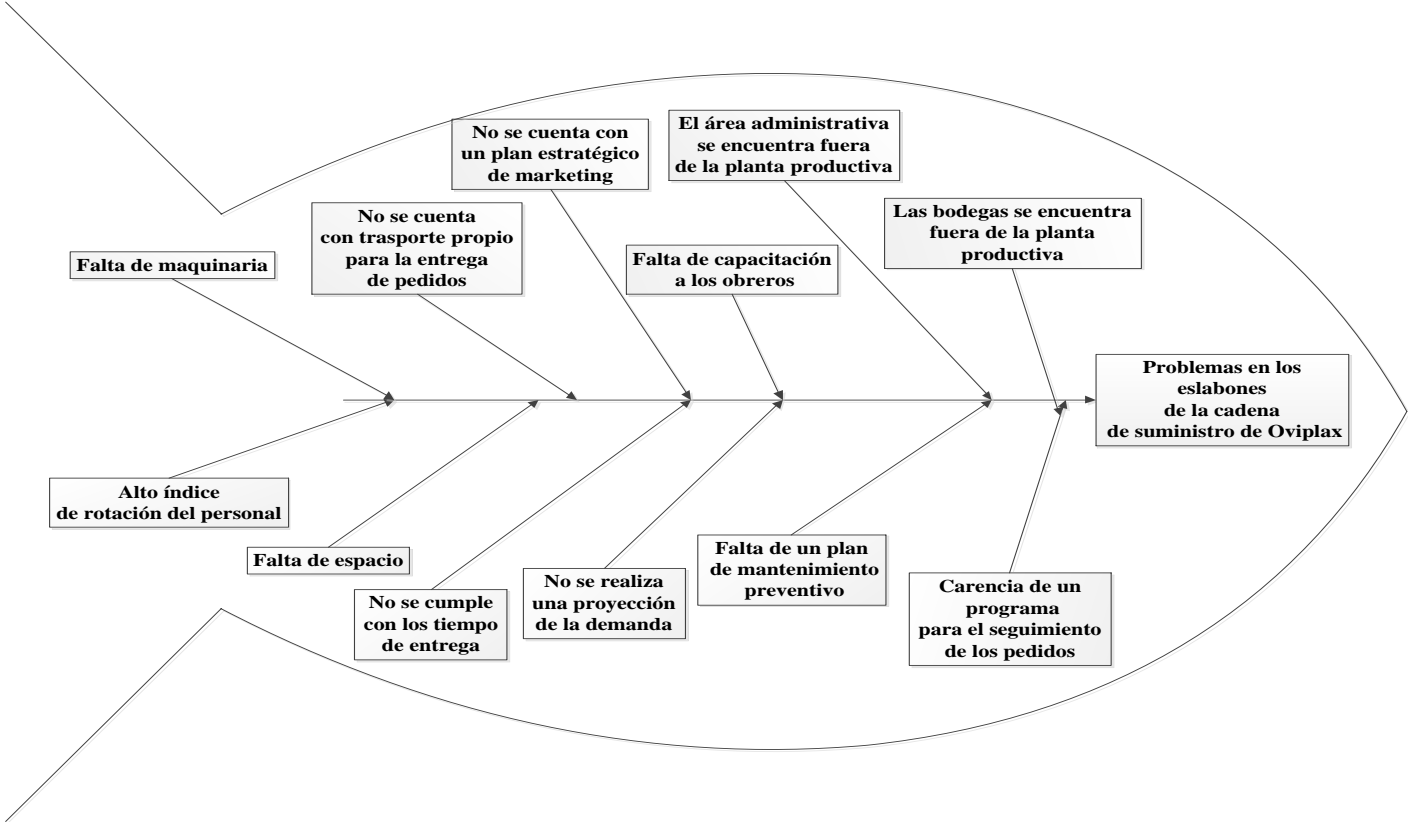 No se cuenta con
un plan estratégico
de marketing
El área administrativa
se encuentra fuera
de la planta productiva
No se cuenta
con trasporte propio
para la entrega
de pedidos
Las bodegas se encuentra
fuera de la planta
productiva
Falta de maquinaria
Falta de capacitación
a los obreros
Problemas en los
eslabones
de la cadena
de suministro de Oviplax
Alto índice
de rotación del personal
Falta de espacio
No se cumple
con los tiempo
de entrega
No se realiza
una proyección
de la demanda
Falta de un plan
de mantenimiento
preventivo
Carencia de un
programa
para el seguimiento
de los pedidos